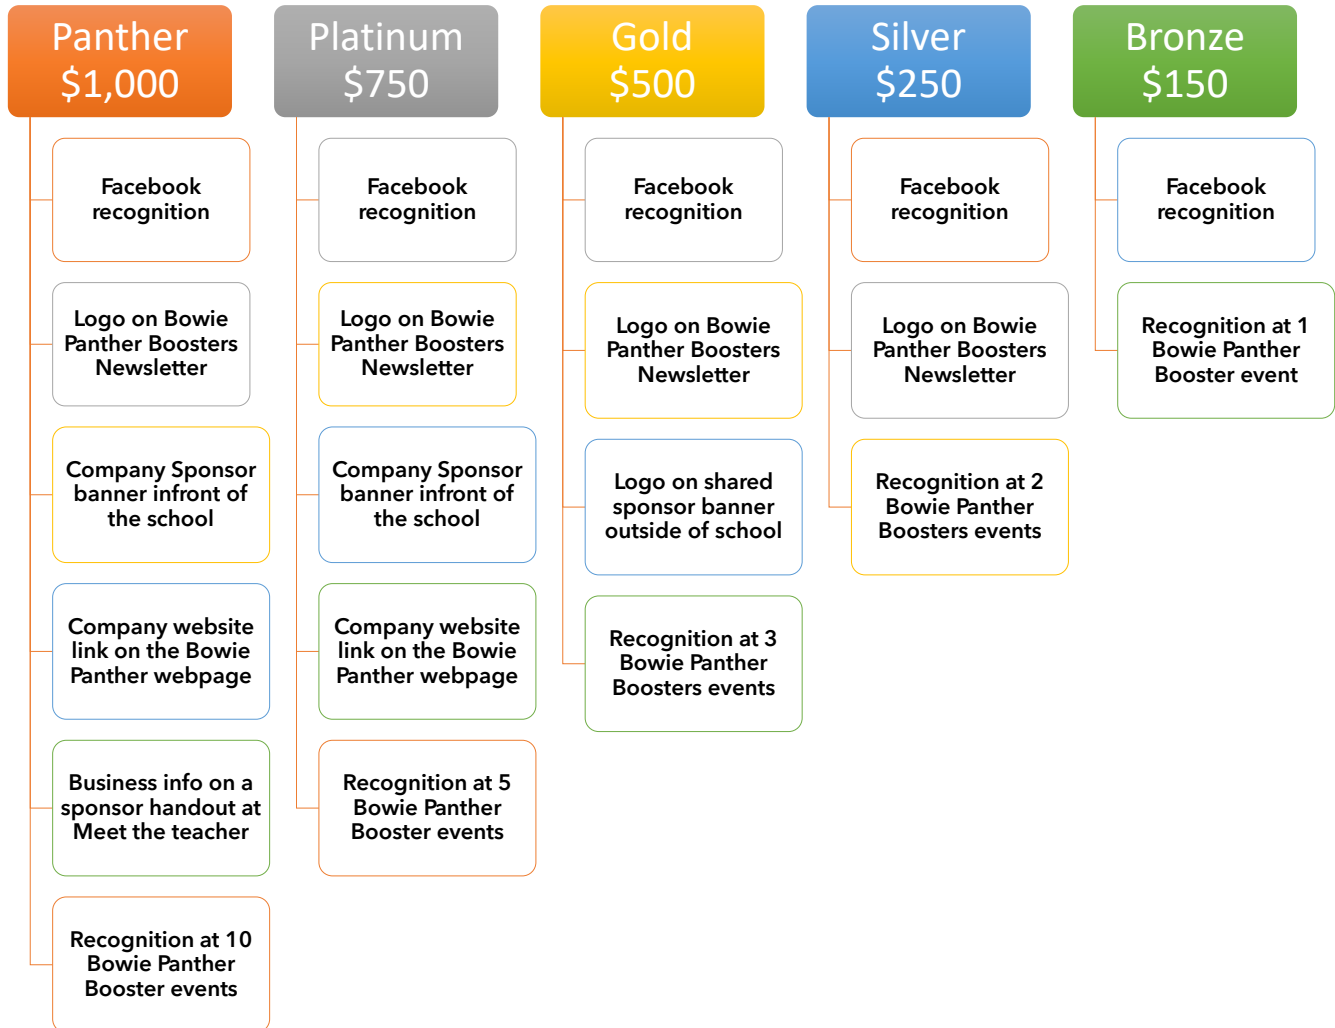 Panther
$1,000
Facebook
recognition
Logo on Bowie
Panther Boosters
Newsletter
Company Sponsor
banner infront of
the school
Company website
link on the Bowie
Panther webpage
Business info on a
sponsor handout at
Meet the teacher
Recognition at 10
Bowie Panther
Booster events
Platinum
$750
Facebook
recognition
Logo on Bowie
Panther Boosters
Newsletter
Company Sponsor
banner infront of
the school
Company website
link on the Bowie
Panther webpage
Recognition at 5
Bowie Panther
Booster events
Gold
$500
Facebook
recognition
Logo on Bowie
Panther Boosters
Newsletter
Logo on shared
sponsor banner
outside of school
Recognition at 3
Bowie Panther
Boosters events
Silver
$250
Facebook
recognition
Logo on Bowie
Panther Boosters
Newsletter
Recognition at 2
Bowie Panther
Boosters events
Bronze
$150
Facebook
recognition
Recognition at 1
Bowie Panther
Booster event